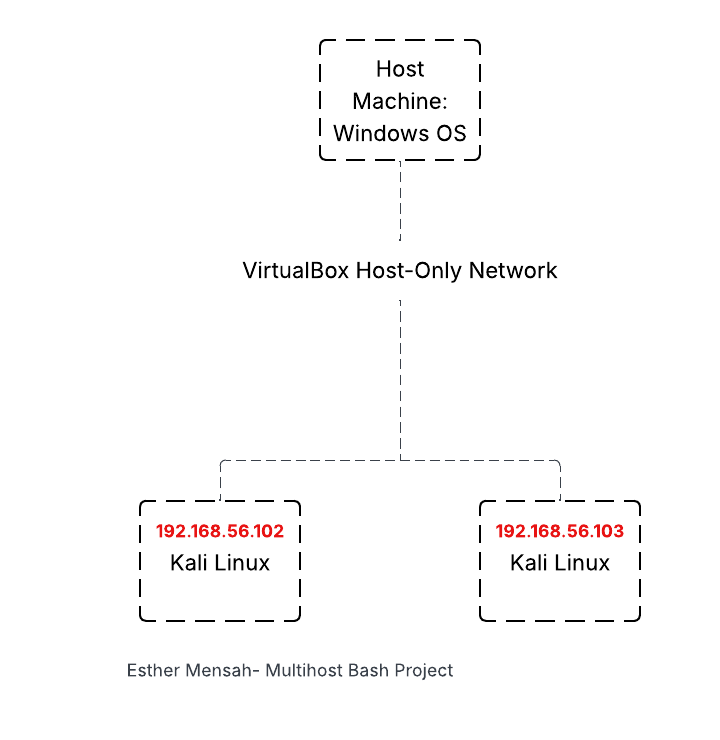 Host
Machine:
Windows OS
VirtualBox Host-Only Network
192.168.56.102
Kali Linux
192.168.56.103
Kali Linux
Esther Mensah- Multihost Bash Project